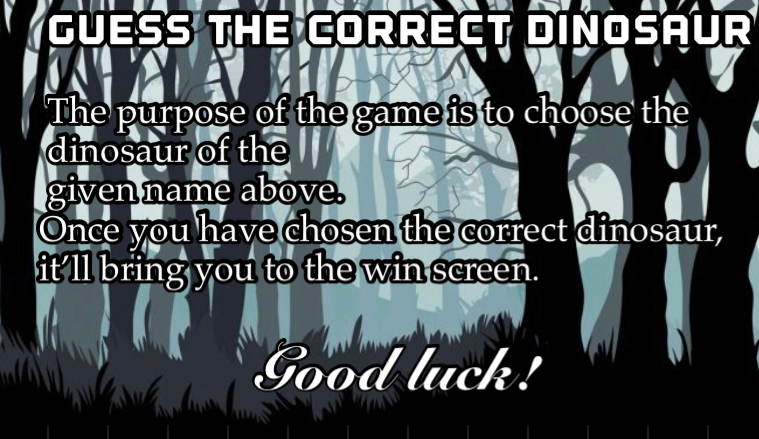 GUESS THE CORRECT DINOSAUR
The purpose of the game is to choose the
dinosaur of the
given name above.
Once you have chosen the correct dinosaur,
it'll bring you to the win screen.
Good luck!